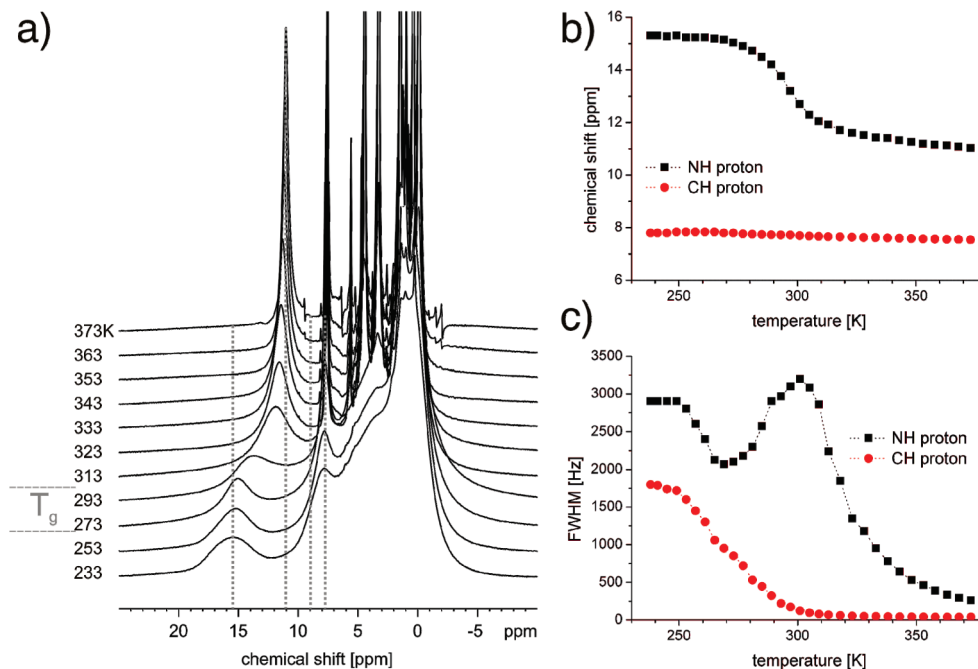 a)
373K
363
353
343
333
323
313
293
273
253
233
Tg
20 15 10 5 0 -5 ppm
chemical shift [ppm]
b)
16
14
12
10
8
6
chemical shift [ppm]
NH proton
CH proton
250 300 350
temperature [K]
c)
3500
3000
2500
2000
1500
1000
500
0
FWHM [Hz]
NH proton
CH proton
250 300 350
temperature [K]